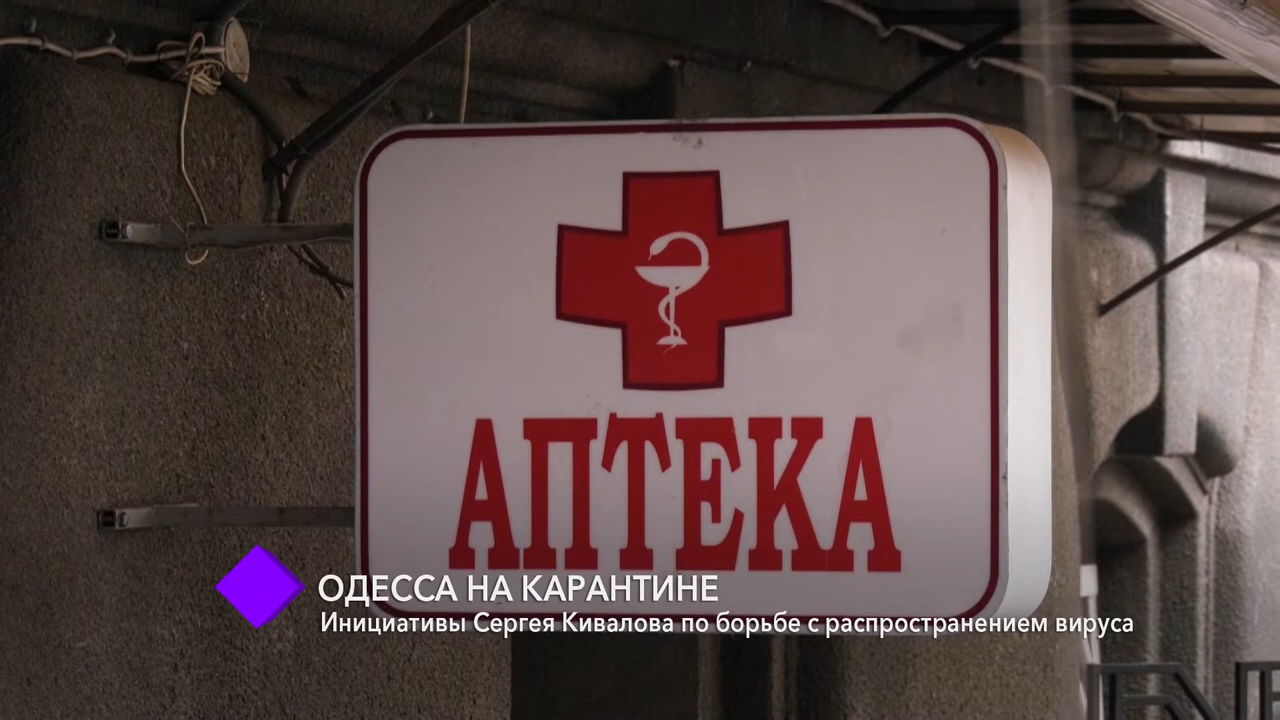 АПТЕКА
ОДЕССА НА КАРАНТИНЕ
Инициативы Сергея Кивалова по борьбе с распространением вируса